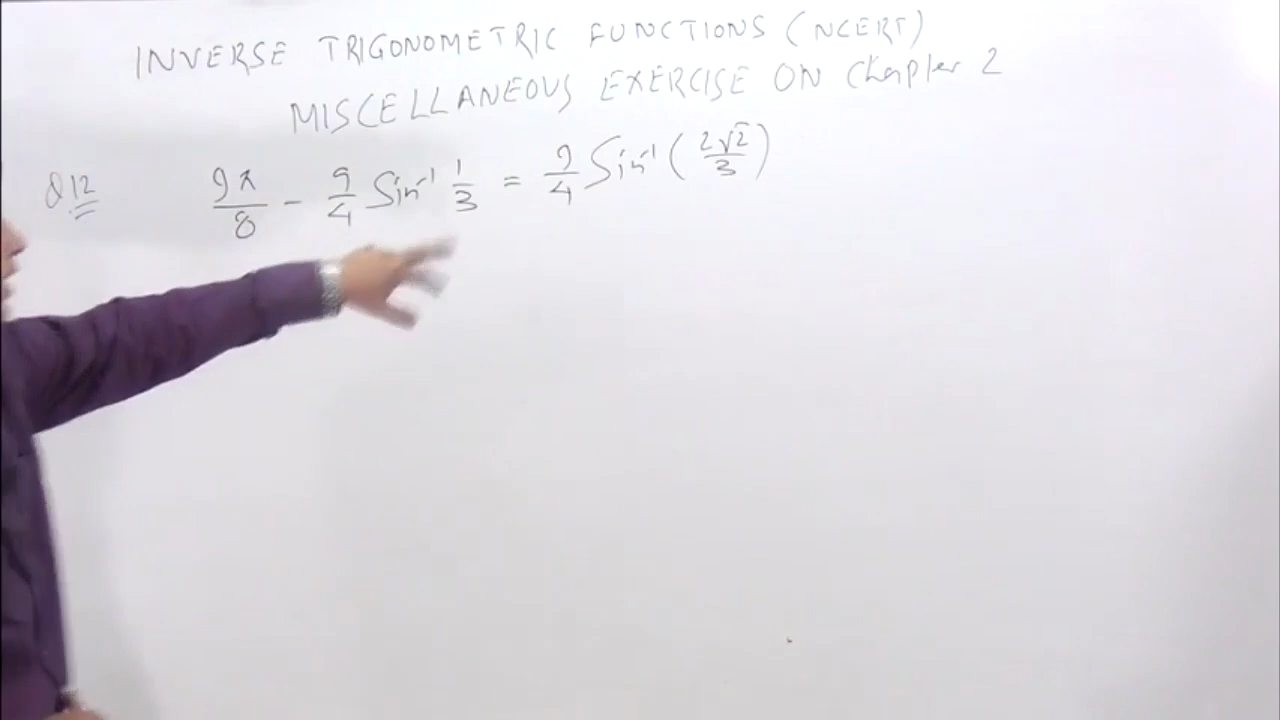 INVERSE TRIGONOMETRIC FUNCTIONS (NCERT)
MISCELLANEOUS EXERCISE ON Chapter 2
Q12 9π/8 - 9/4 Sin⁻¹ 1/3 = 9/4 Sin⁻¹ (2√2/3)